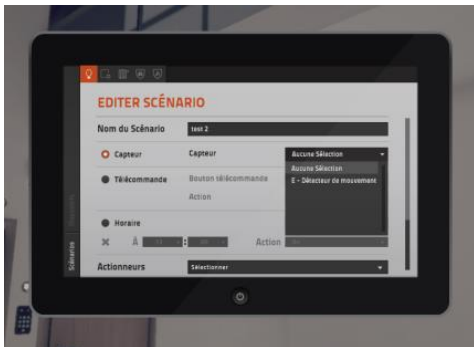 EDITER SCÉNARIO
Nom du Scénario test 2
Capteur Capteur Aucune Sélection
Aucune Sélection
Télécommande Bouton télécommande E - Détecteur de mouvement
Action
Horaire
À : Action
Actionneurs Sélectionner
Scénarios